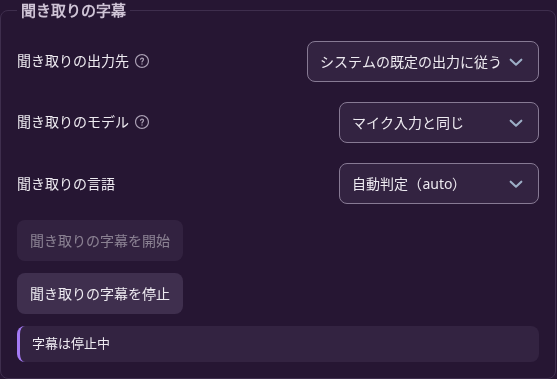 聞き取りの字幕
聞き取りの出力先 ?
システムの既定の出力に従う
聞き取りのモデル ?
マイク入力と同じ
聞き取りの言語
自動判定（auto）
聞き取りの字幕を開始
聞き取りの字幕を停止
字幕は停止中